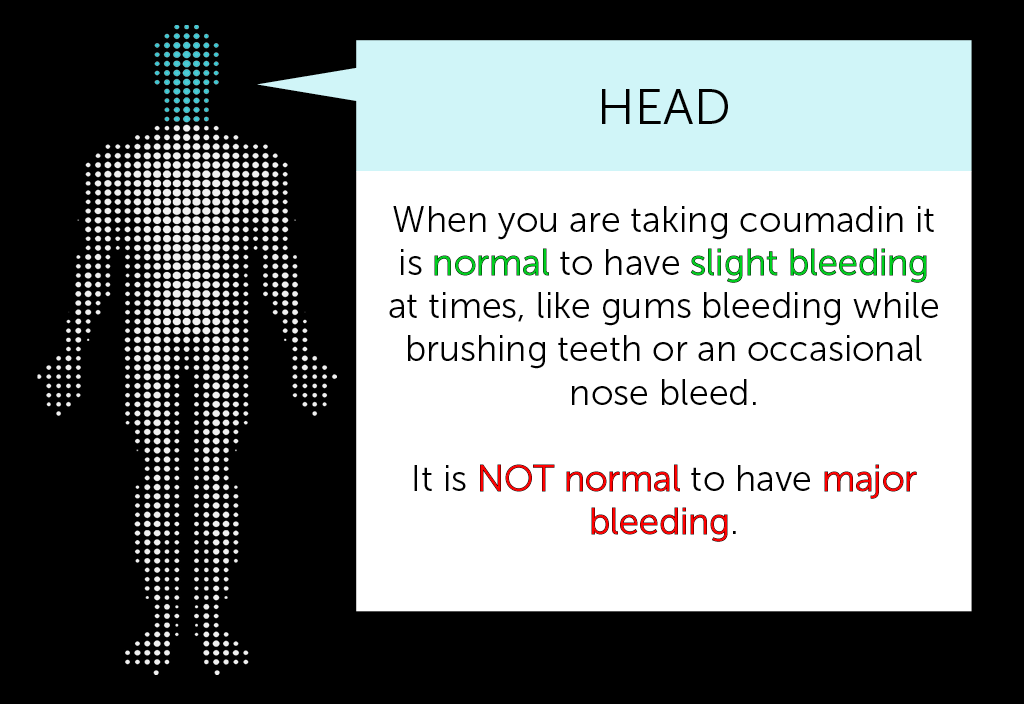 HEAD
When you are taking coumadin it
is normal to have slight bleeding
at times, like gums bleeding while
brushing teeth or an occasional
nose bleed.
It is NOT normal to have major
bleeding.